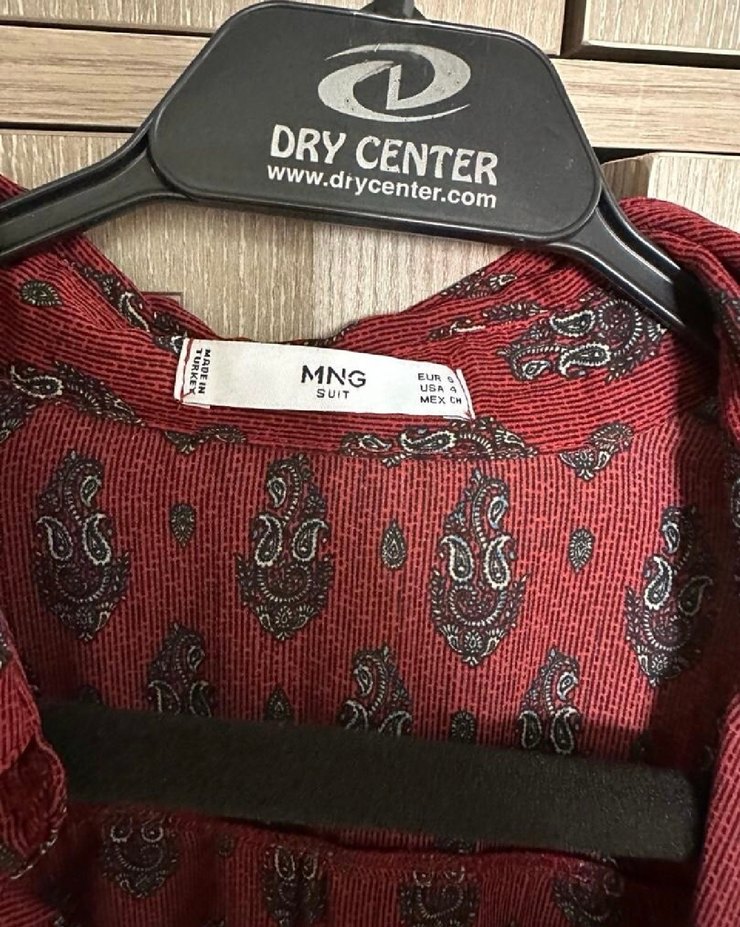 DRY CENTER
www.drycenter.com
MADE IN
TURKEY
MNG
SUIT
EUR S
USA 4
MEX CH